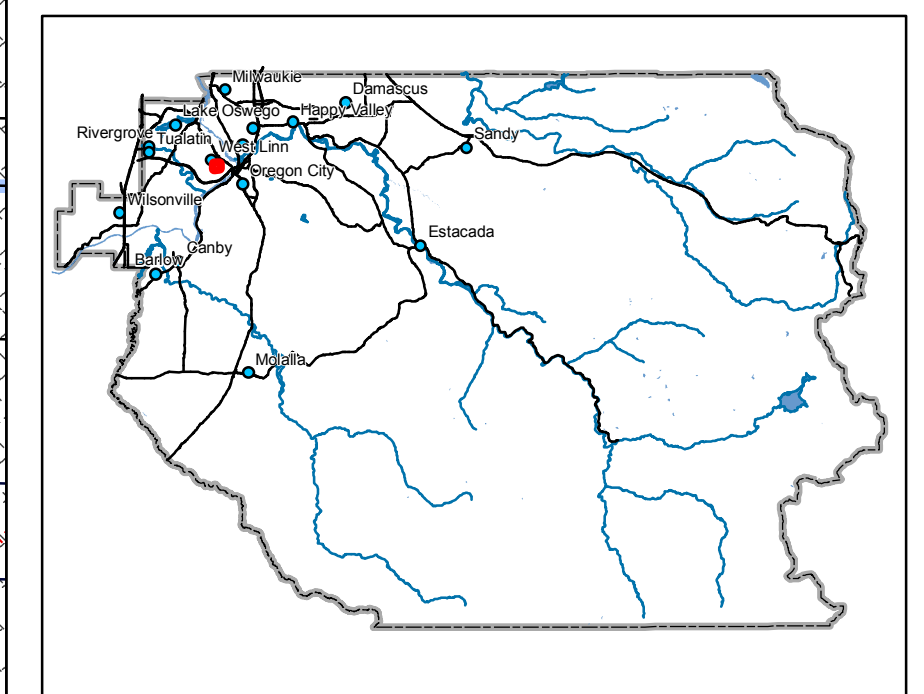 Milwaukie
Damascus
Lake Oswego
Happy Valley
Rivergrove
Tualatin
Sandy
West Linn
Oregon City
Wilsonville
Estacada
Canby
Barlow
Molalla